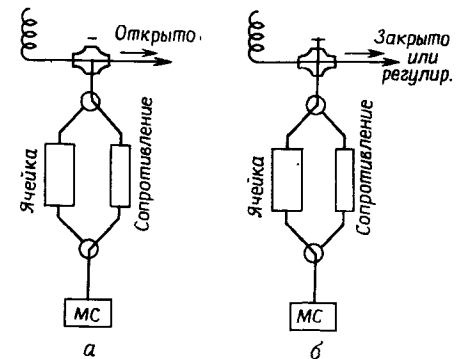 Открыто
Ячейка
Сопротивление
МС
а
Закрыто
или
регулир.
Ячейка
Сопротивление
МС
б